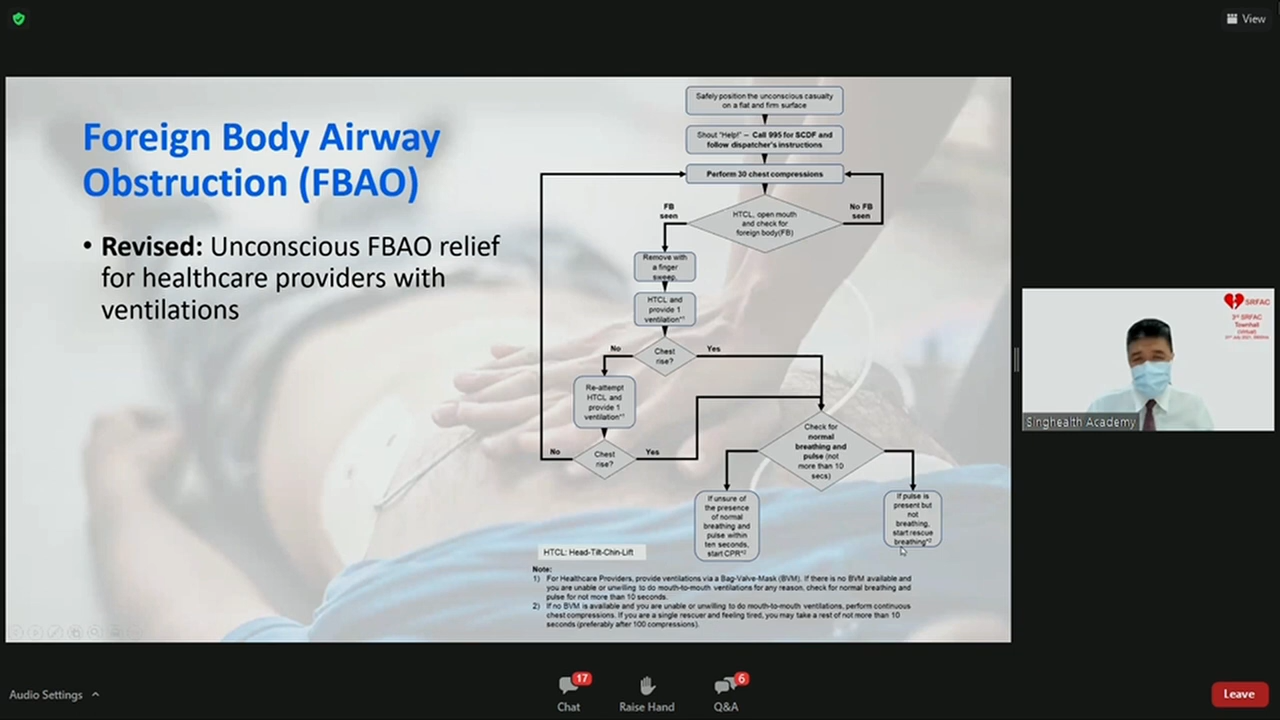 View
Foreign Body Airway
Obstruction (FBAO)
• Revised: Unconscious FBAO relief
for healthcare providers with
ventilations
Safely position the unconscious casualty
on a flat and firm surface
Shout "Help!" – Call 995 for SCDF and
follow dispatcher's instructions
Perform 30 chest compressions
FB
seen
HTCL, open mouth
and check for
foreign body(FB)
No FB
seen
Remove with
a finger
sweep.
HTCL and
provide 1
ventilation*¹
No
Chest
rise?
Yes
Re-attempt
HTCL and
provide 1
ventilation*¹
No
Chest
rise?
Yes
Check for
normal
breathing and
pulse (not
more than 10
secs)
If unsure of
the presence
of normal
breathing and
pulse within
ten seconds,
start CPR*²
If pulse is
present but
not
breathing,
start rescue
breathing*²
HTCL: Head-Tilt-Chin-Lift
Note:
1) For Healthcare Providers, provide ventilations via a Bag-Valve-Mask (BVM). If there is no BVM available and
you are unable or unwilling to do mouth-to-mouth ventilations for any reason, check for normal breathing and
pulse for not more than 10 seconds.
2) If no BVM is available and you are unable or unwilling to do mouth-to-mouth ventilations, perform continuous
chest compressions. If you are a single rescuer and feeling tired, you may take a rest of not more than 10
seconds (preferably after 100 compressions).
SRFAC
3rd SRFAC
Townhall
(Virtual)
Singhealth Academy
Audio Settings
17
Chat
Raise Hand
6
Q&A
Leave